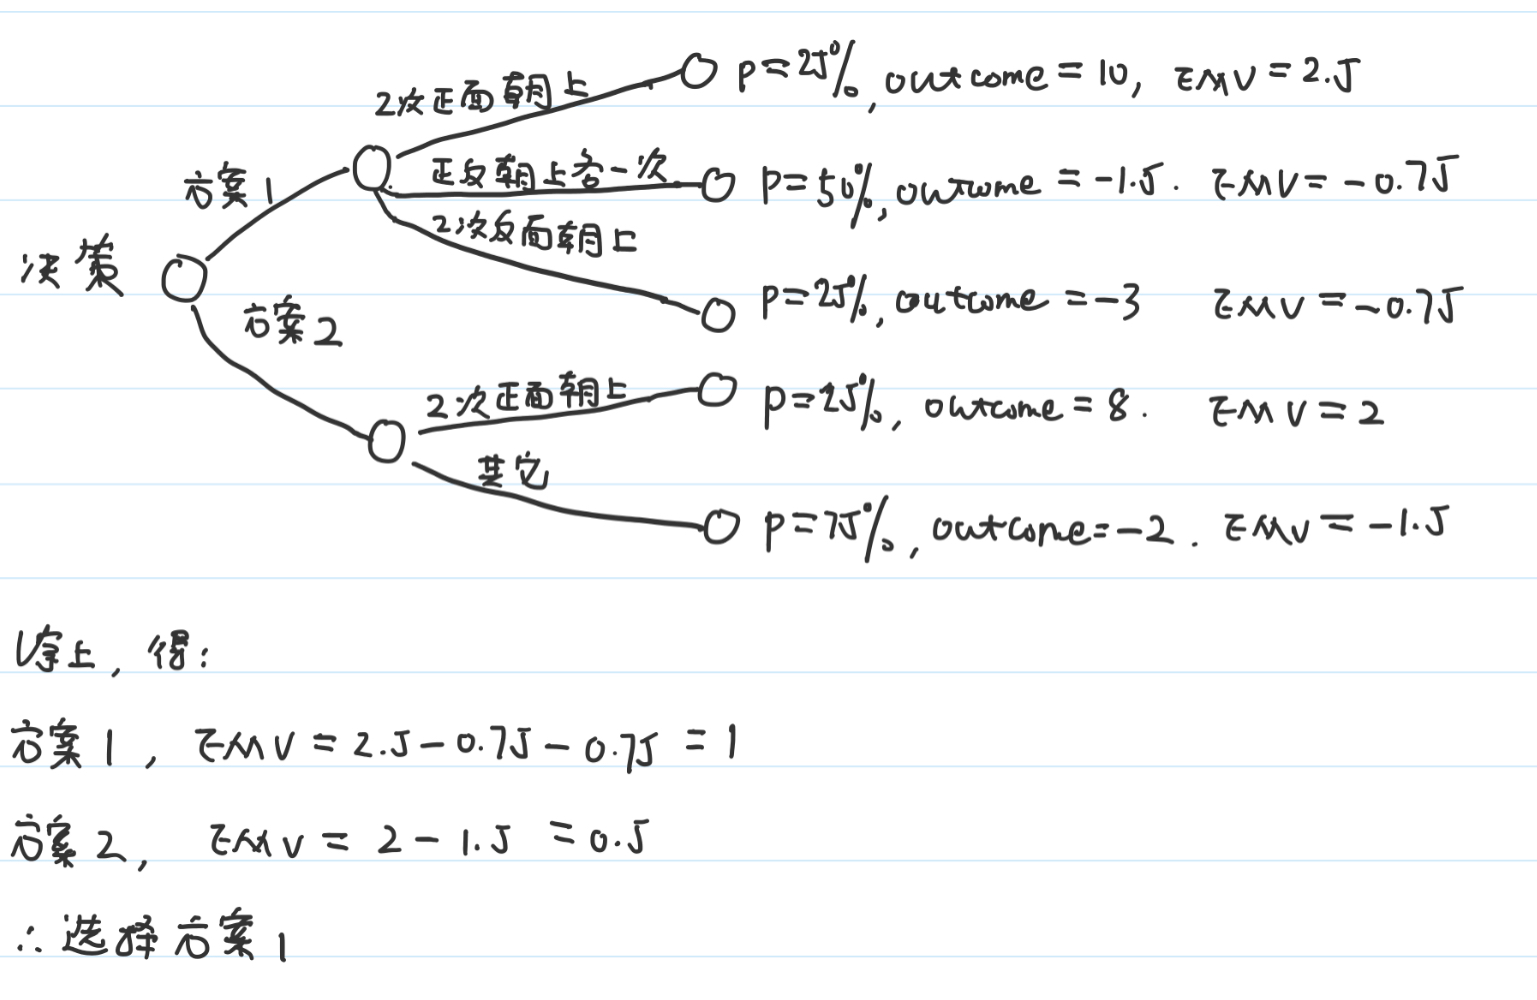 2次正面朝上
p=25%, outcome = 10, EMV = 2.5
方案1
正反朝上各一次
p=50%, outcome = -1.5. EMV = -0.75
2次反面朝上
决策
p=25%, outcome = -3 EMV = -0.75
方案2
2次正面朝上
p=25%, outcome = 8. EMV = 2
其它
p=75%, outcome=-2. EMV = -1.5
综上, 得:
方案1, EMV = 2.5-0.75-0.75 = 1
方案2, EMV = 2-1.5 = 0.5
∴选择方案1